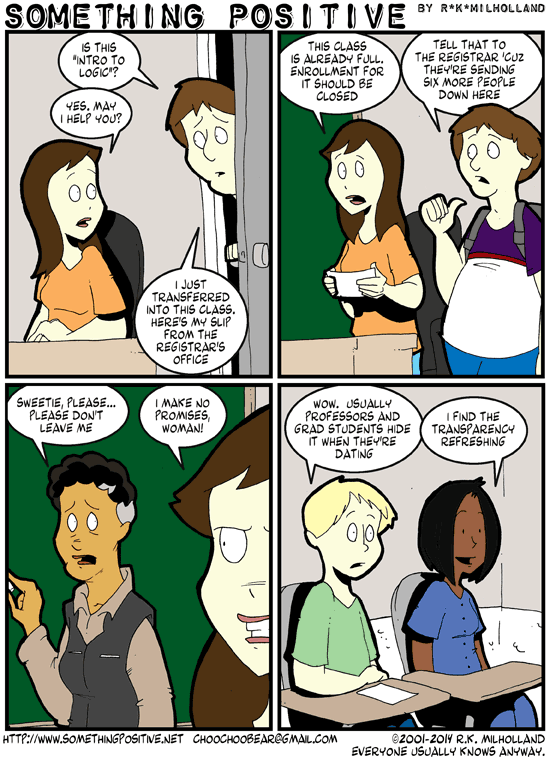 SOMETHING POSITIVE BY R*K*MILHOLLAND
IS THIS
"INTRO TO
LOGIC"?
YES. MAY
I HELP YOU?
I JUST
TRANSFERRED
INTO THIS CLASS.
HERE'S MY SLIP
FROM THE
REGISTRAR'S
OFFICE
THIS CLASS
IS ALREADY FULL.
ENROLLMENT FOR
IT SHOULD BE
CLOSED
TELL THAT TO
THE REGISTRAR 'CUZ
THEY'RE SENDING
SIX MORE PEOPLE
DOWN HERE
SWEETIE, PLEASE...
PLEASE DON'T
LEAVE ME
I MAKE NO
PROMISES,
WOMAN!
WOW. USUALLY
PROFESSORS AND
GRAD STUDENTS HIDE
IT WHEN THEY'RE
DATING
I FIND THE
TRANSPARENCY
REFRESHING
HTTP://WWW.SOMETHINGPOSITIVE.NET CHOOCHOOBEAR@GMAIL.COM ©2001-2014 R.K. MILHOLLAND
EVERYONE USUALLY KNOWS ANYWAY.